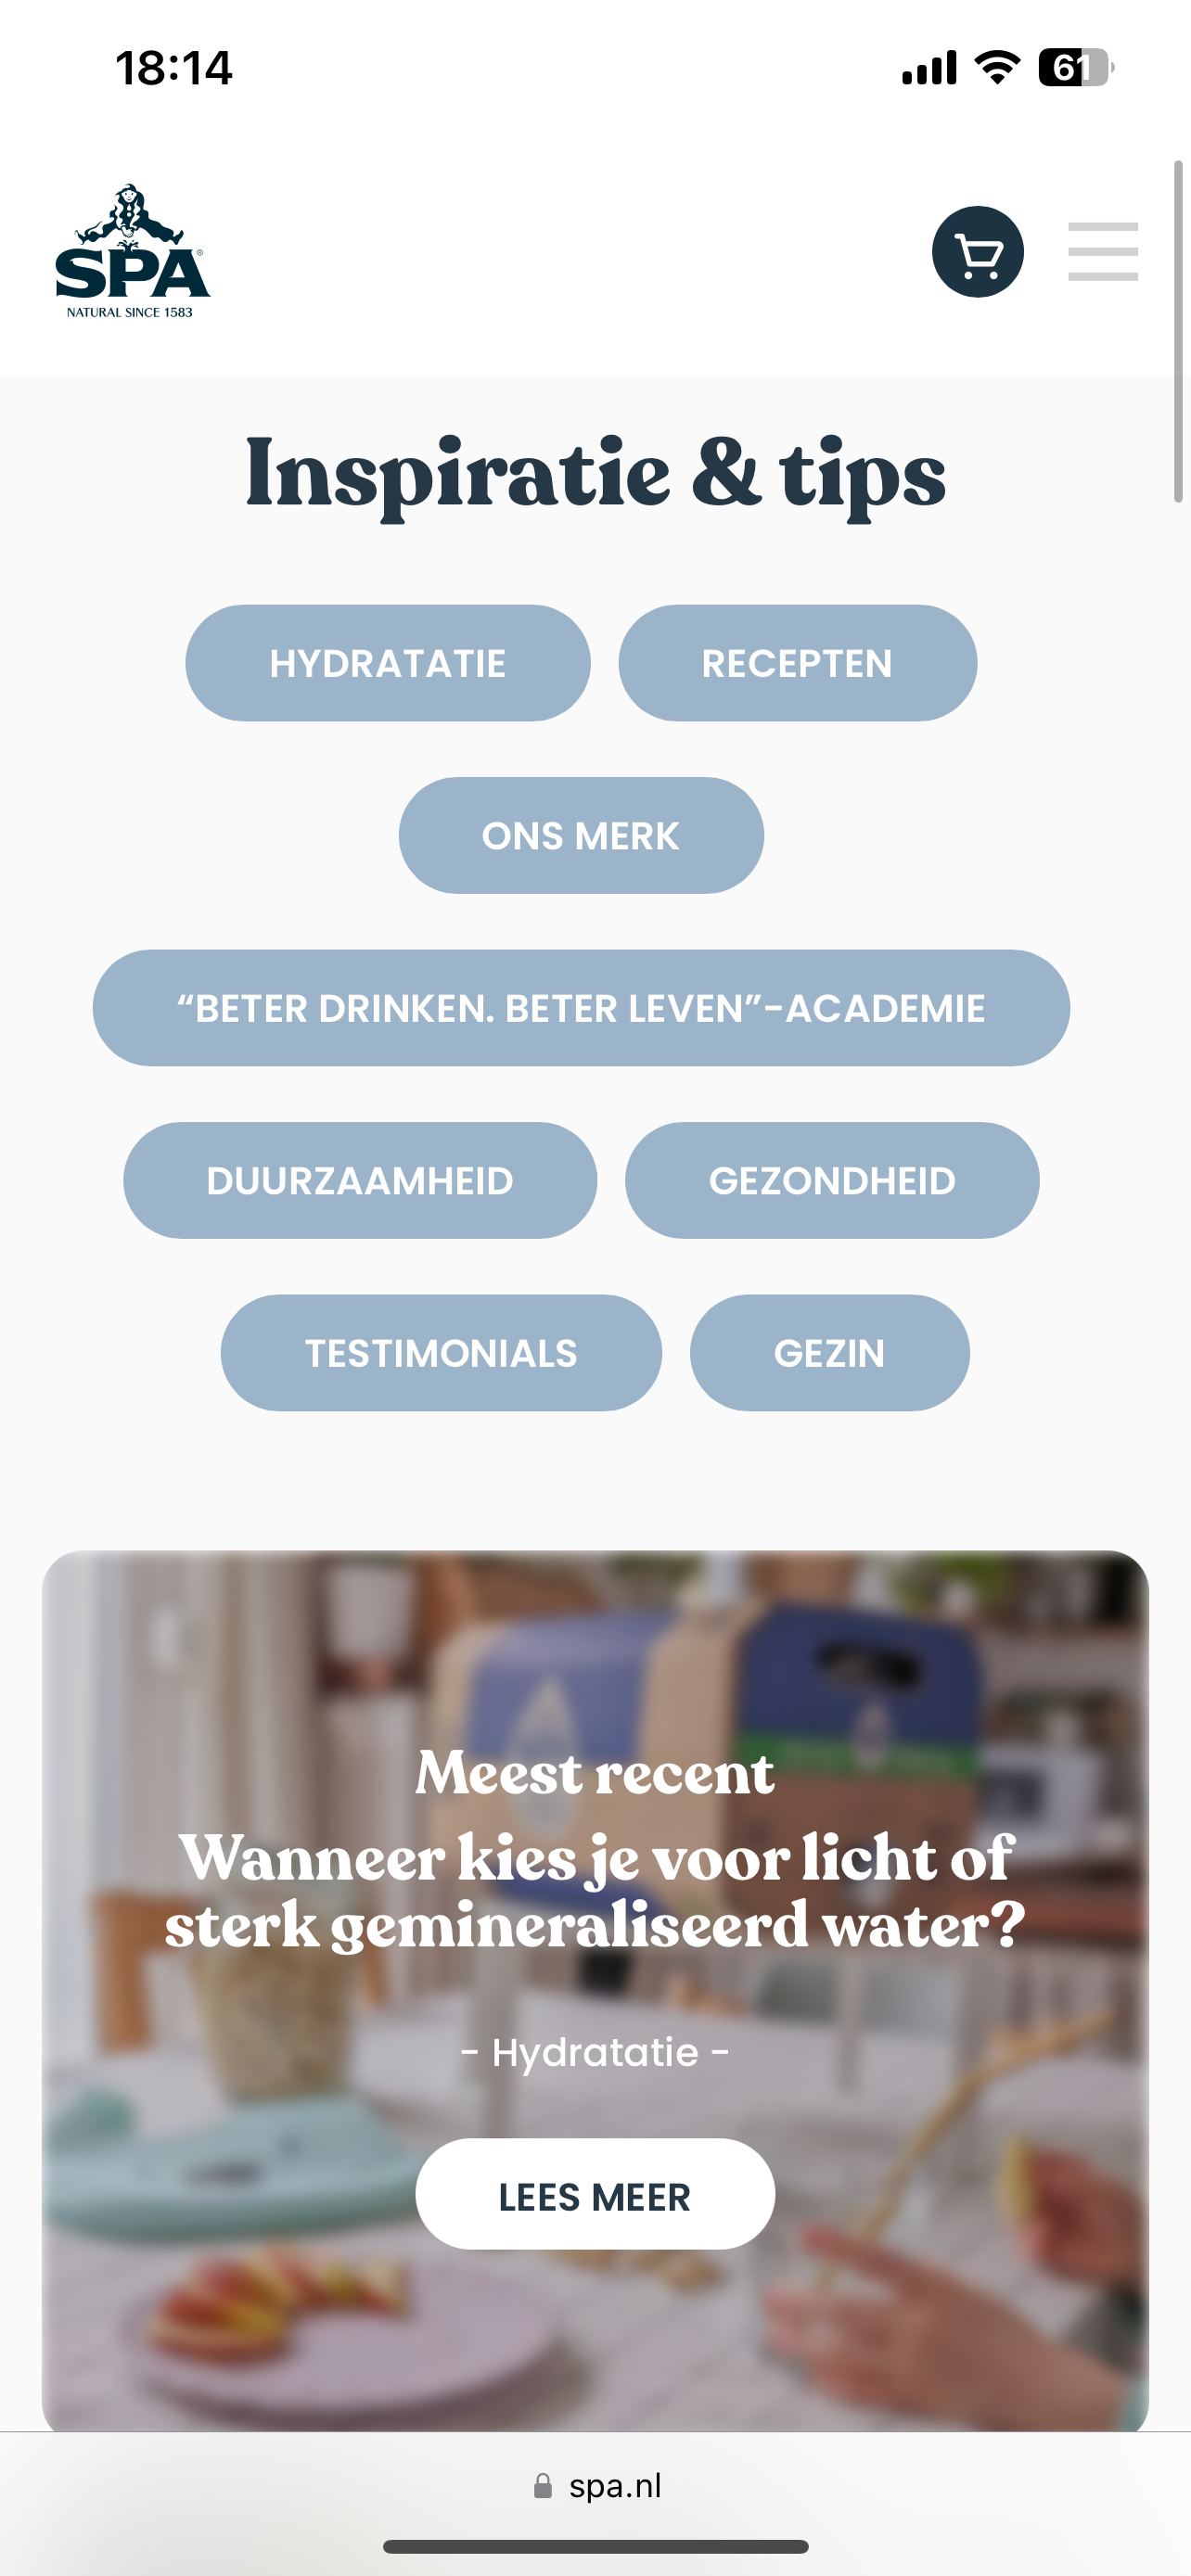 18:14
61
SPA®
NATURAL SINCE 1583
Inspiratie & tips
HYDRATATIE
RECEPTEN
ONS MERK
“BETER DRINKEN. BETER LEVEN”-ACADEMIE
DUURZAAMHEID
GEZONDHEID
TESTIMONIALS
GEZIN
Meest recent
Wanneer kies je voor licht of
sterk gemineraliseerd water?
- Hydratatie -
LEES MEER
spa.nl